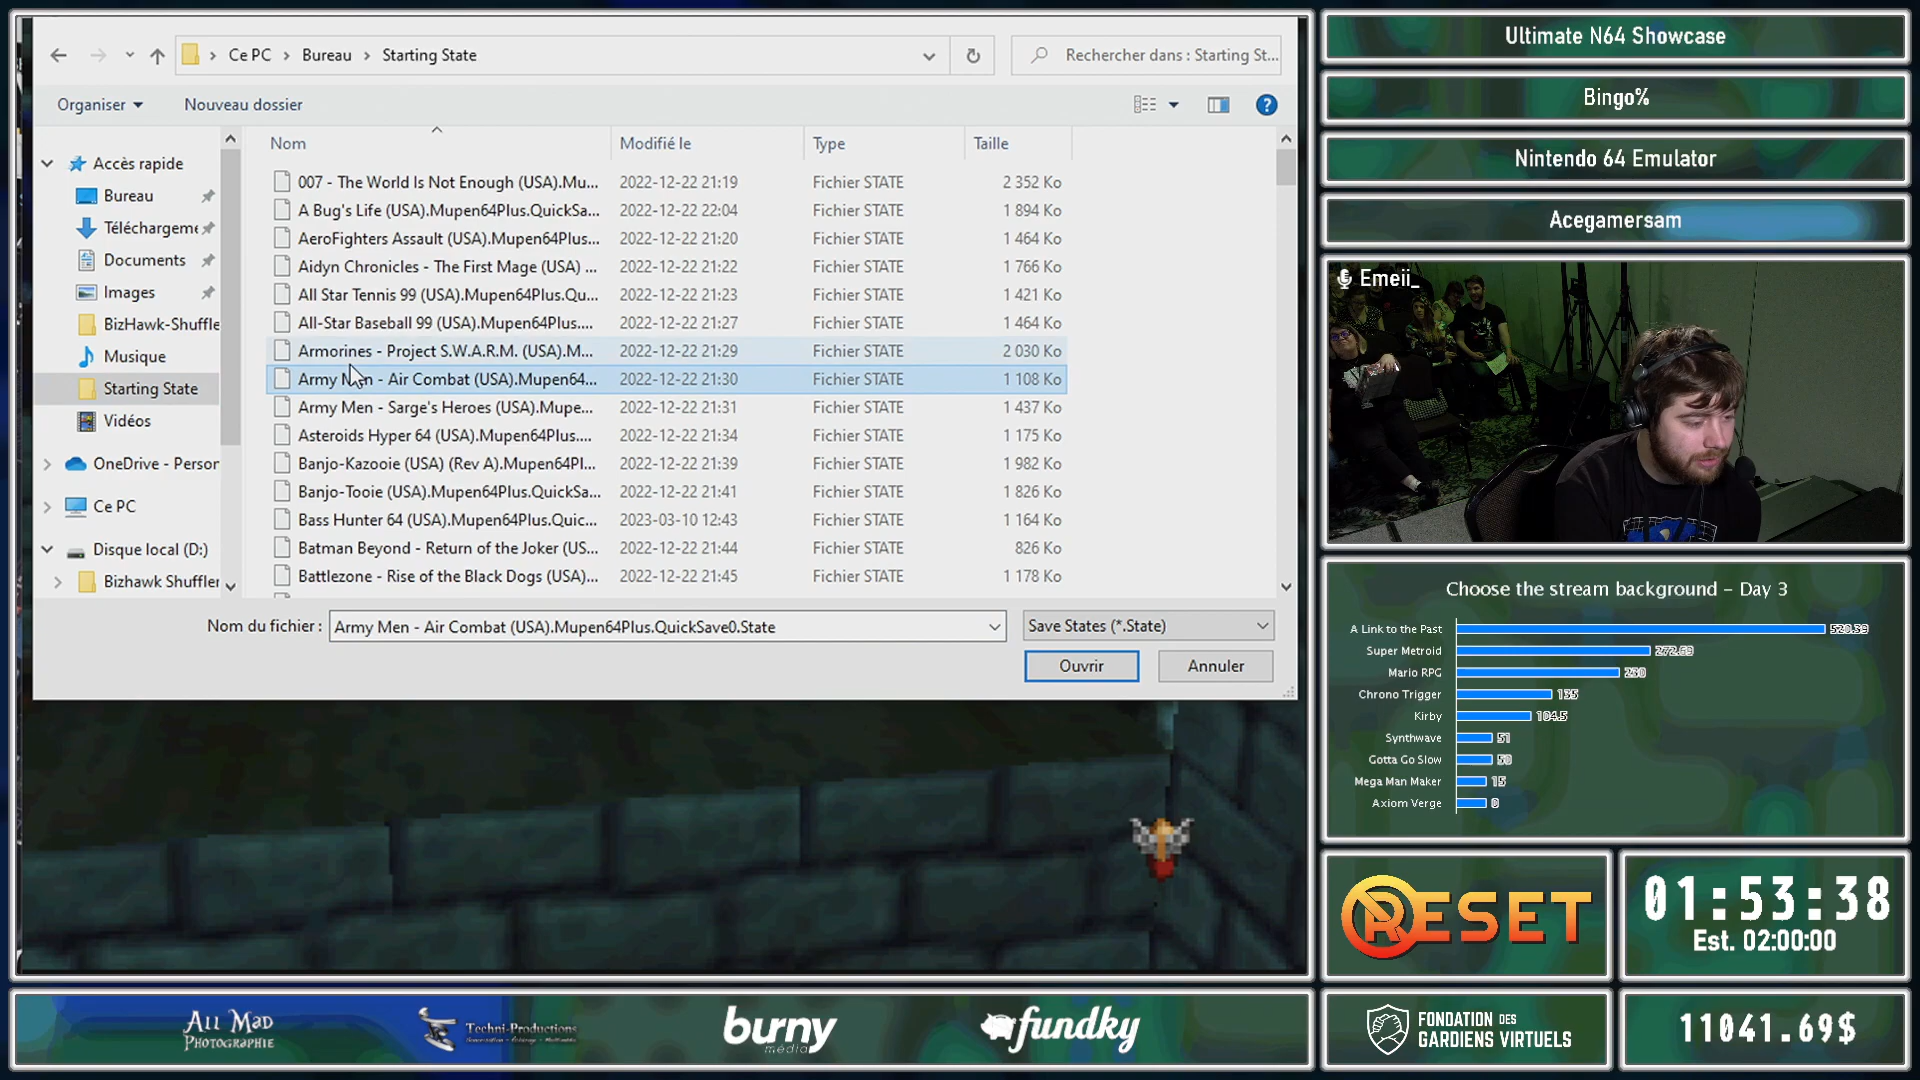 Ce PC > Bureau > Starting State
Rechercher dans : Starting St...
Organiser
Nouveau dossier
?
Nom Modifié le Type Taille
007 - The World Is Not Enough (USA).Mu... 2022-12-22 21:19 Fichier STATE 2 352 Ko
A Bug's Life (USA).Mupen64Plus.QuickSa... 2022-12-22 22:04 Fichier STATE 1 894 Ko
AeroFighters Assault (USA).Mupen64Plus... 2022-12-22 21:20 Fichier STATE 1 464 Ko
Aidyn Chronicles - The First Mage (USA) ... 2022-12-22 21:22 Fichier STATE 1 766 Ko
All Star Tennis 99 (USA).Mupen64Plus.Qu... 2022-12-22 21:23 Fichier STATE 1 421 Ko
All-Star Baseball 99 (USA).Mupen64Plus.... 2022-12-22 21:27 Fichier STATE 1 464 Ko
Armorines - Project S.W.A.R.M. (USA).M... 2022-12-22 21:29 Fichier STATE 2 030 Ko
Army Men - Air Combat (USA).Mupen64... 2022-12-22 21:30 Fichier STATE 1 108 Ko
Army Men - Sarge's Heroes (USA).Mupe... 2022-12-22 21:31 Fichier STATE 1 437 Ko
Asteroids Hyper 64 (USA).Mupen64Plus.... 2022-12-22 21:34 Fichier STATE 1 175 Ko
Banjo-Kazooie (USA) (Rev A).Mupen64Pl... 2022-12-22 21:39 Fichier STATE 1 982 Ko
Banjo-Tooie (USA).Mupen64Plus.QuickSa... 2022-12-22 21:41 Fichier STATE 1 826 Ko
Bass Hunter 64 (USA).Mupen64Plus.Quic... 2023-03-10 12:43 Fichier STATE 1 164 Ko
Batman Beyond - Return of the Joker (US... 2022-12-22 21:44 Fichier STATE 826 Ko
Battlezone - Rise of the Black Dogs (USA)... 2022-12-22 21:45 Fichier STATE 1 178 Ko
Accès rapide
Bureau
Téléchargeme
Documents
Images
BizHawk-Shuffle
Musique
Starting State
Vidéos
OneDrive - Person
Ce PC
Disque local (D:)
Bizhawk Shuffler
Nom du fichier : Army Men - Air Combat (USA).Mupen64Plus.QuickSave0.State
Save States (*.State)
Ouvrir
Annuler
Ultimate N64 Showcase
Bingo%
Nintendo 64 Emulator
Acegamersam
Emeii_
Choose the stream background - Day 3
A Link to the Past 520.39
Super Metroid 272.69
Mario RPG 230
Chrono Trigger 135
Kirby 104.5
Synthwave 51
Gotta Go Slow 50
Mega Man Maker 15
Axiom Verge 0
RESET
01:53:38
Est. 02:00:00
All Mad
Photographie
Techni-Productions
burny
média
fundky
FONDATION DES
GARDIENS VIRTUELS
11041.69$